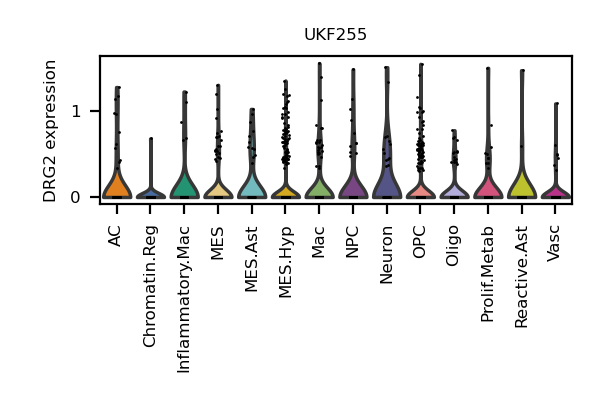 UKF255
DRG2 expression
1
0
AC
Chromatin.Reg
Inflammatory.Mac
MES
MES.Ast
MES.Hyp
Mac
NPC
Neuron
OPC
Oligo
Prolif.Metab
Reactive.Ast
Vasc